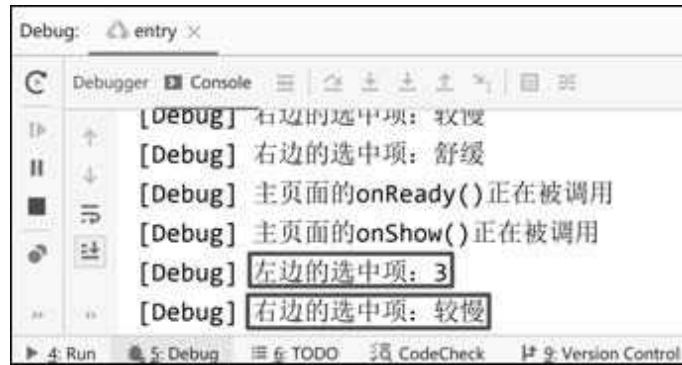 Debug: entry ×
Debugger Console
[Debug] 右边的选中项：较慢
[Debug] 右边的选中项：舒缓
[Debug] 主页面的onReady()正在被调用
[Debug] 主页面的onShow()正在被调用
[Debug] 左边的选中项：3
[Debug] 右边的选中项：较慢
4: Run 5: Debug 6: TODO CodeCheck 9: Version Control